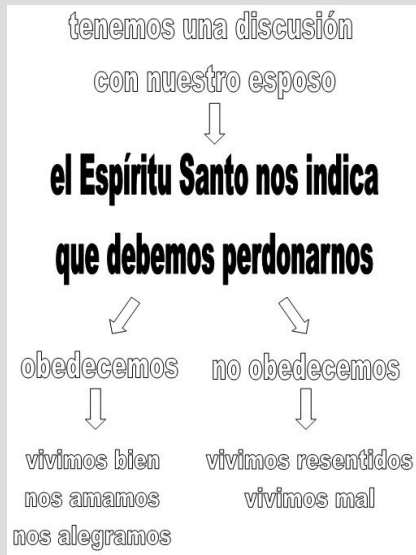 tenemos una discusión
con nuestro esposo
el Espíritu Santo nos indica
que debemos perdonarnos
obedecemos
no obedecemos
vivimos bien
nos amamos
nos alegramos
vivimos resentidos
vivimos mal